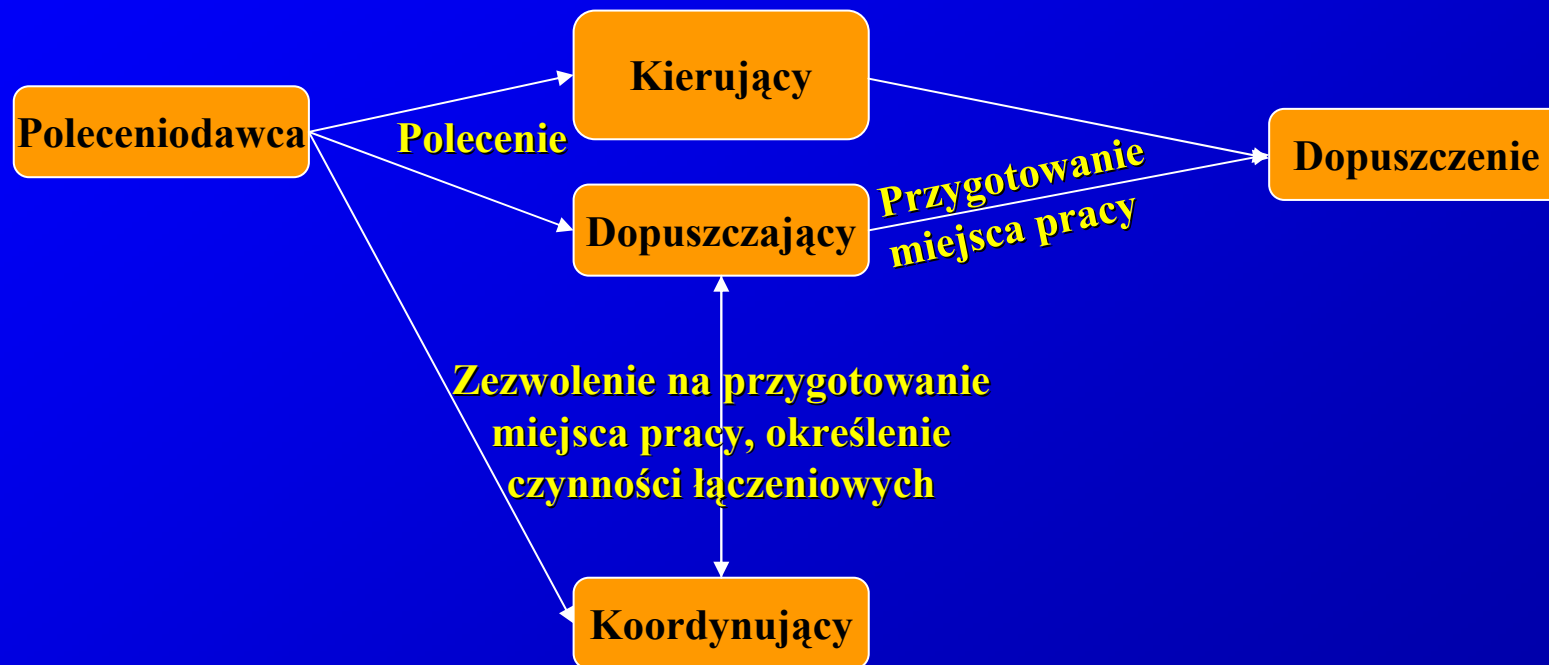 Kierujący
Poleceniodawca
Polecenie
Dopuszczenie
Przygotowanie
miejsca pracy
Dopuszczający
Zezwolenie na przygotowanie
miejsca pracy, określenie
czynności łączeniowych
Koordynujący